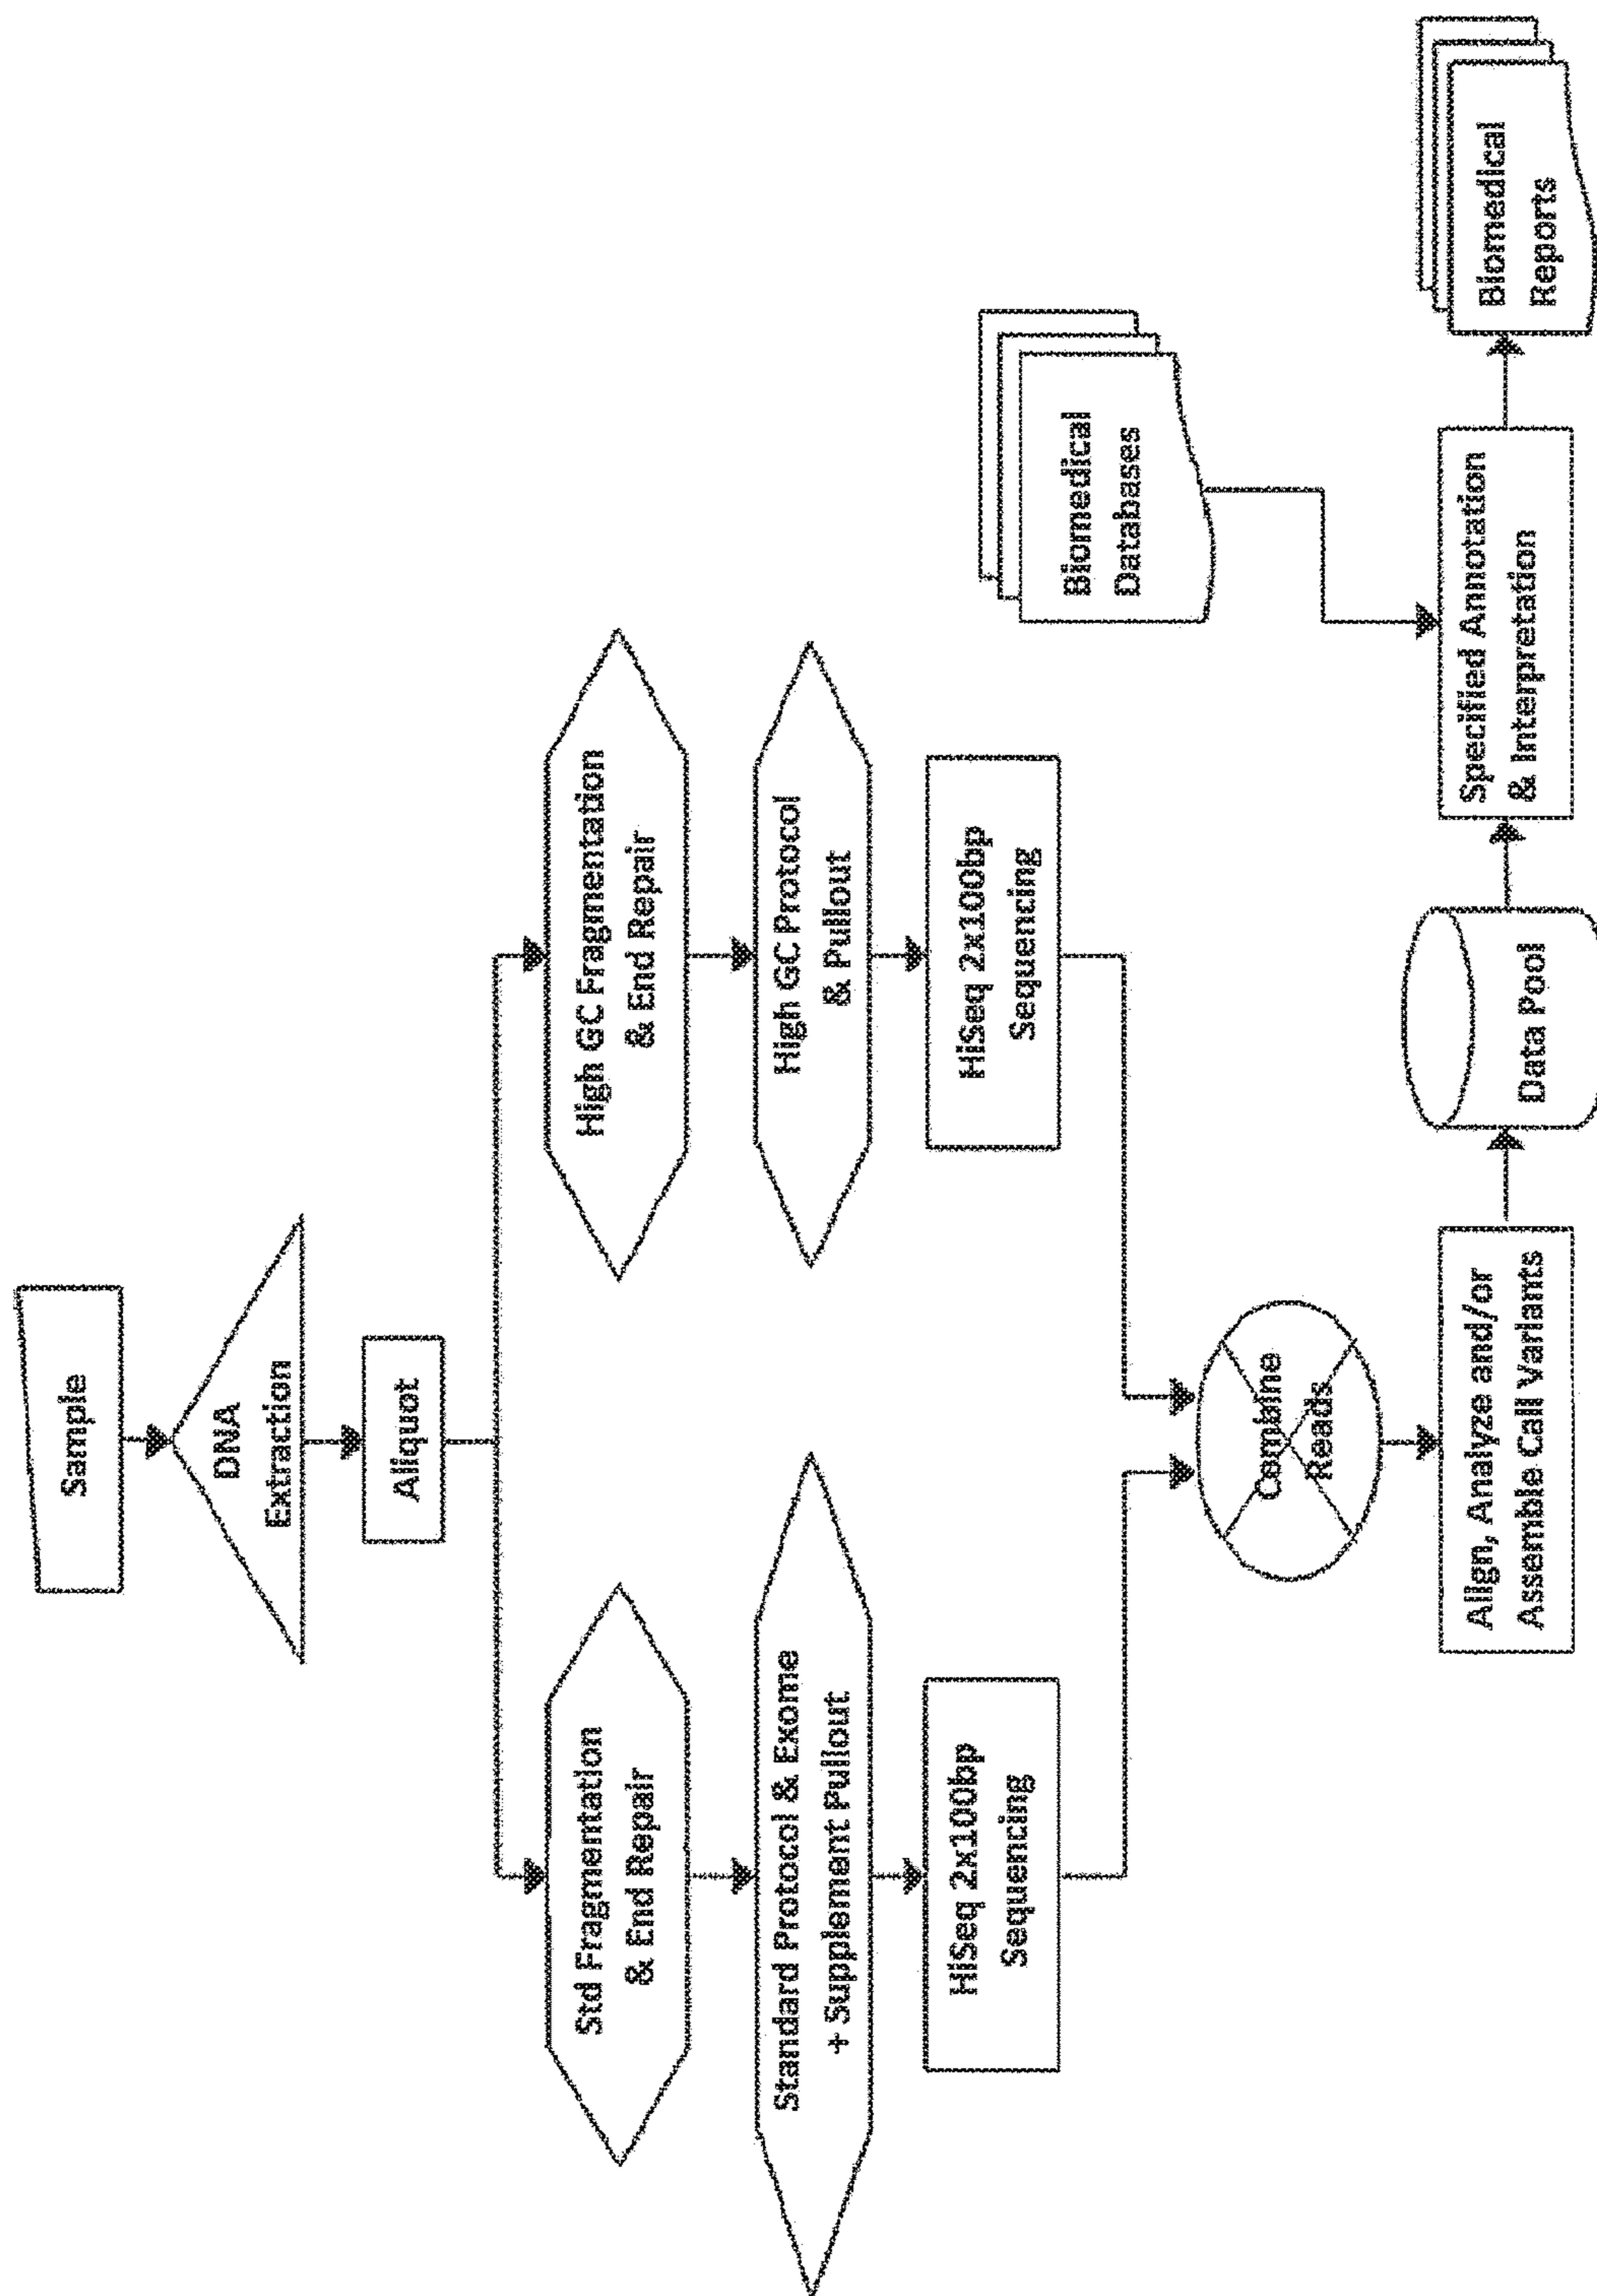 Sample
DNA
Extraction
Aliquot
Std Fragmentation
& End Repair
High GC Fragmentation
& End Repair
Standard Protocol & Exome
+ Supplement Pullout
High GC Protocol
& Pullout
HiSeq 2x100bp
Sequencing
HiSeq 2x100bp
Sequencing
Combine
Reads
Biomedical
Databases
Align, Analyze and/or
Assemble Call Variants
Data Pool
Specified Annotation
& Interpretation
Biomedical
Reports